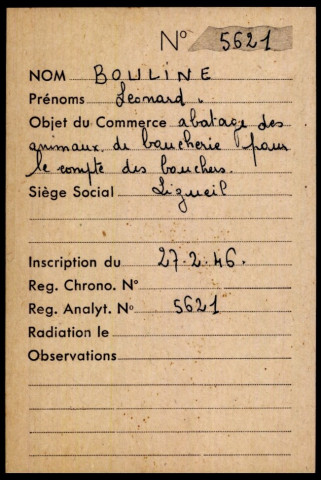 N° 5621
NOM BOULINE
Prénoms Léonard.
Objet du Commerce abatage des
animaux de boucherie pour
le compte des bouchers.
Siège Social Ligueil
Inscription du 27.2.46.
Reg. Chrono. N°
Reg. Analyt. N° 5621
Radiation le
Observations